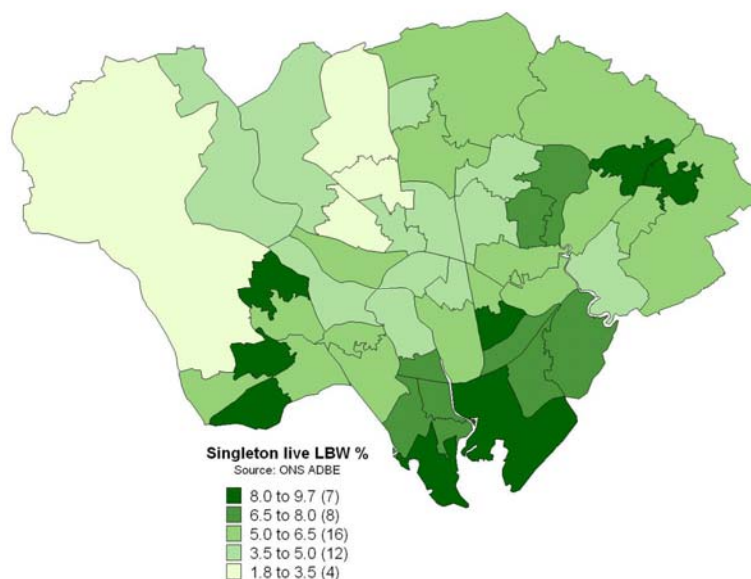 Singleton live LBW %
Source: ONS ADBE
8.0 to 9.7 (7)
6.5 to 8.0 (8)
5.0 to 6.5 (16)
3.5 to 5.0 (12)
1.8 to 3.5 (4)